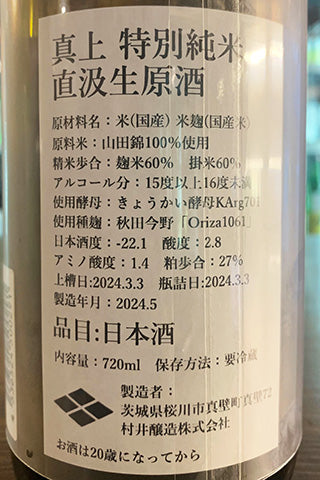 真上 特別純米
直汲生原酒
原材料名：米(国産) 米麹(国産米)
原料米：山田錦100%使用
精米歩合：麹米60% 掛米60%
アルコール分：15度以上16度未満
使用酵母：きょうかい酵母KArg701
使用種麹：秋田今野「Oriza1061」
日本酒度：-22.1 酸度：2.8
アミノ酸度：1.4 粕歩合：27%
上槽日:2024.3.3 瓶詰日:2024.3.3
製造年月：2024.5
品目:日本酒
内容量：720ml 保存方法：要冷蔵
製造者：
茨城県桜川市真壁町真壁72
村井醸造株式会社
お酒は20歳になってから